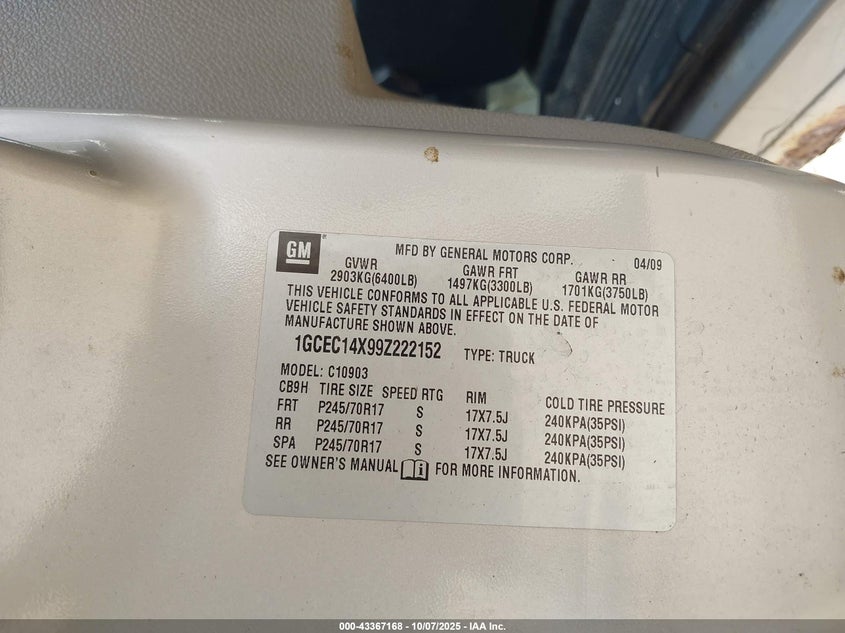 GM®
MFD BY GENERAL MOTORS CORP. 04/09
GVWR GAWR FRT GAWR RR
2903KG(6400LB) 1497KG(3300LB) 1701KG(3750LB)
THIS VEHICLE CONFORMS TO ALL APPLICABLE U.S. FEDERAL MOTOR
VEHICLE SAFETY STANDARDS IN EFFECT ON THE DATE OF
MANUFACTURE SHOWN ABOVE.
1GCEC14X99Z222152 TYPE: TRUCK
MODEL: C10903
CB9H TIRE SIZE SPEED RTG RIM COLD TIRE PRESSURE
FRT P245/70R17 S 17X7.5J 240KPA(35PSI)
RR P245/70R17 S 17X7.5J 240KPA(35PSI)
SPA P245/70R17 S 17X7.5J 240KPA(35PSI)
SEE OWNER'S MANUAL i FOR MORE INFORMATION.
000-43367168 - 10/07/2025 - IAA Inc.